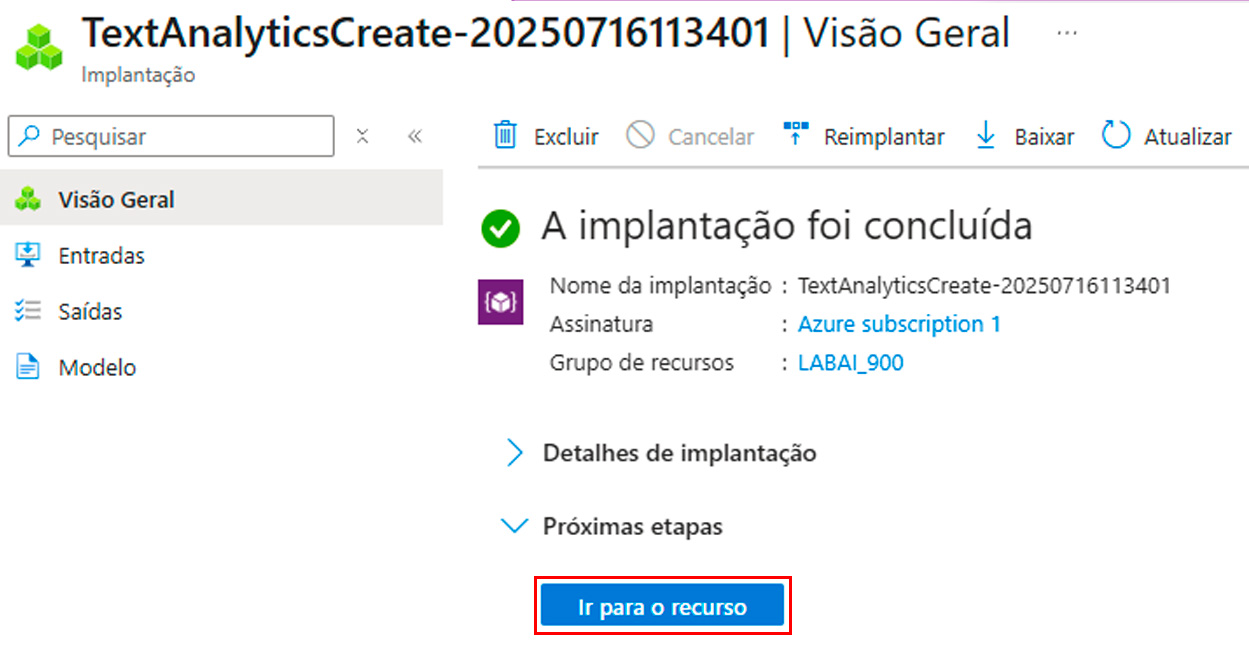 TextAnalyticsCreate-20250716113401 | Visão Geral ...
Implantação
Pesquisar
Excluir Cancelar Reimplantar Baixar Atualizar
Visão Geral
Entradas
Saídas
Modelo
A implantação foi concluída
Nome da implantação : TextAnalyticsCreate-20250716113401
Assinatura : Azure subscription 1
Grupo de recursos : LABAI_900
Detalhes de implantação
Próximas etapas
Ir para o recurso